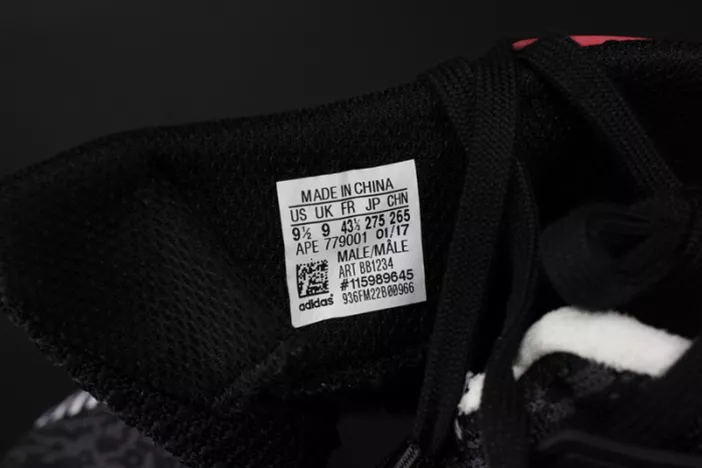 MADE IN CHINA
US UK FR JP CHN
9½ 9 43½ 275 265
APE 779001 01/17
MALE/MÂLE
ART BB1234
#115989645
adidas® 936FM22B00966